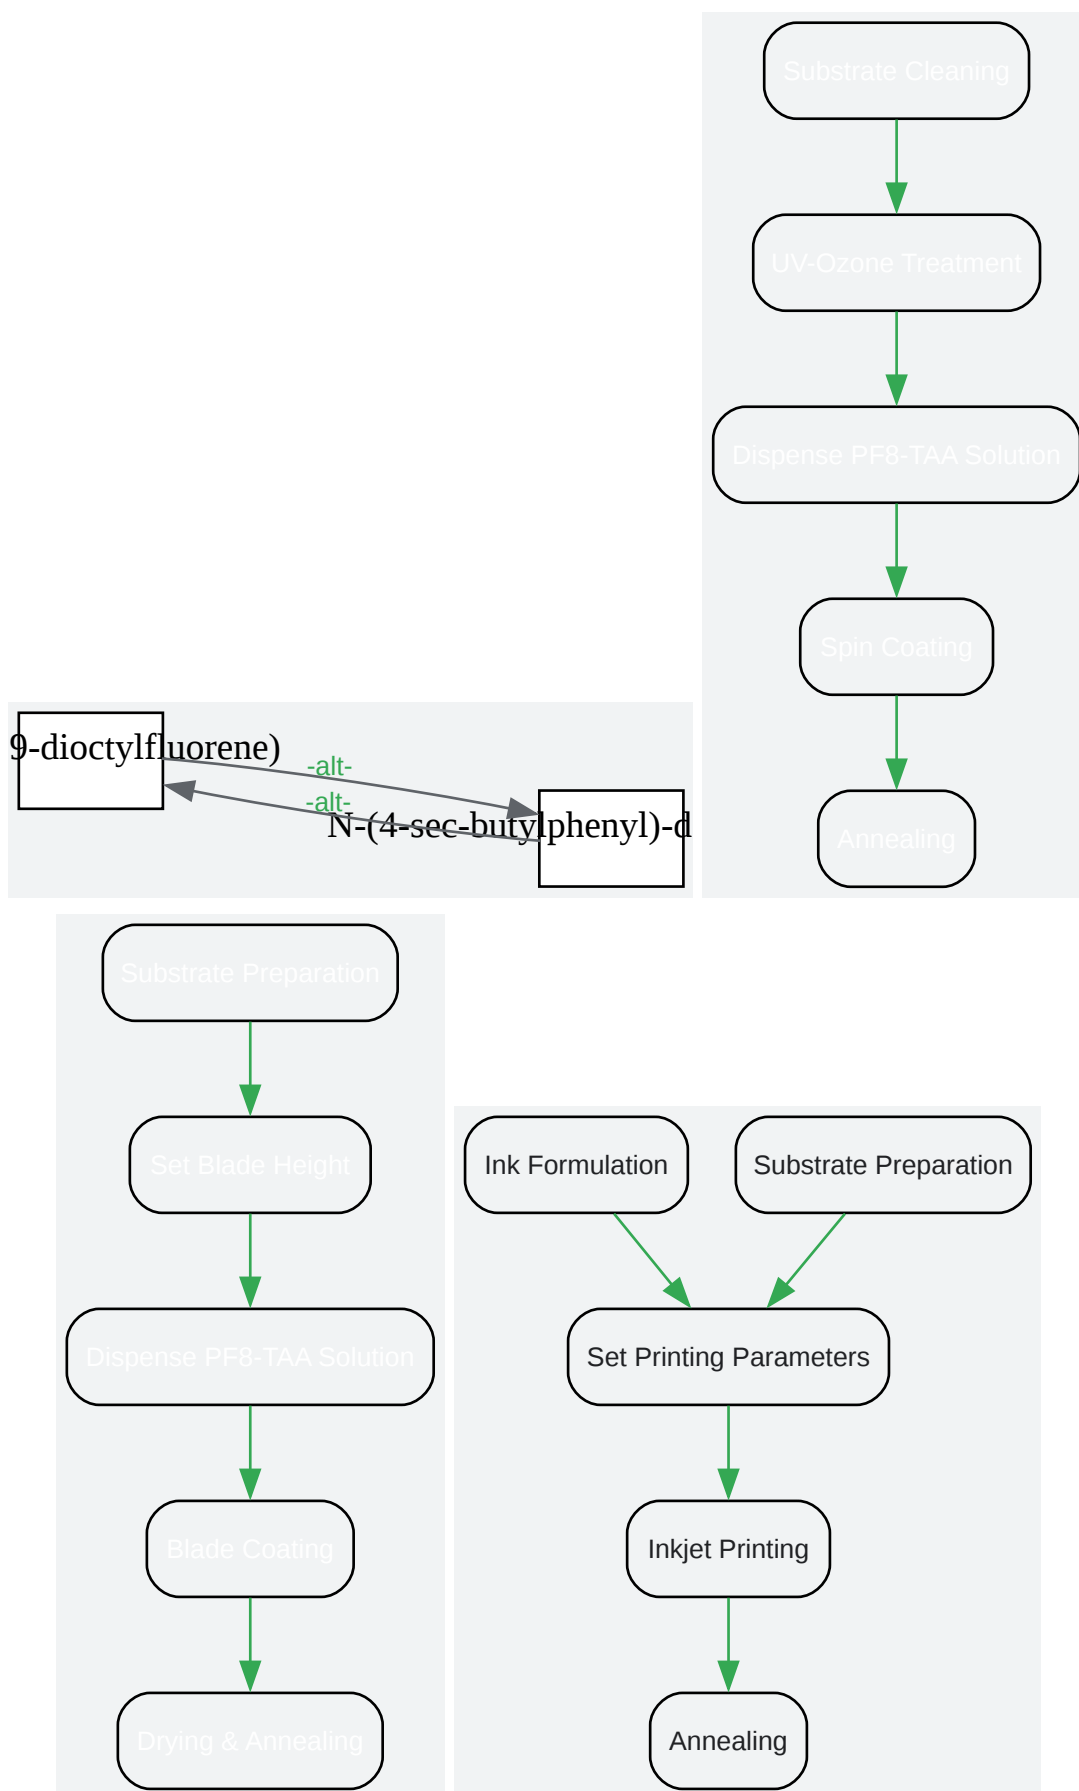 Substrate Cleaning
UV-Ozone Treatment
Dispense PF8-TAA Solution
Spin Coating
Annealing
9-dioctylfluorene)
-alt-
-alt-
N-(4-sec-butylphenyl)-d
Substrate Preparation
Set Blade Height
Dispense PF8-TAA Solution
Blade Coating
Drying & Annealing
Ink Formulation
Substrate Preparation
Set Printing Parameters
Inkjet Printing
Annealing